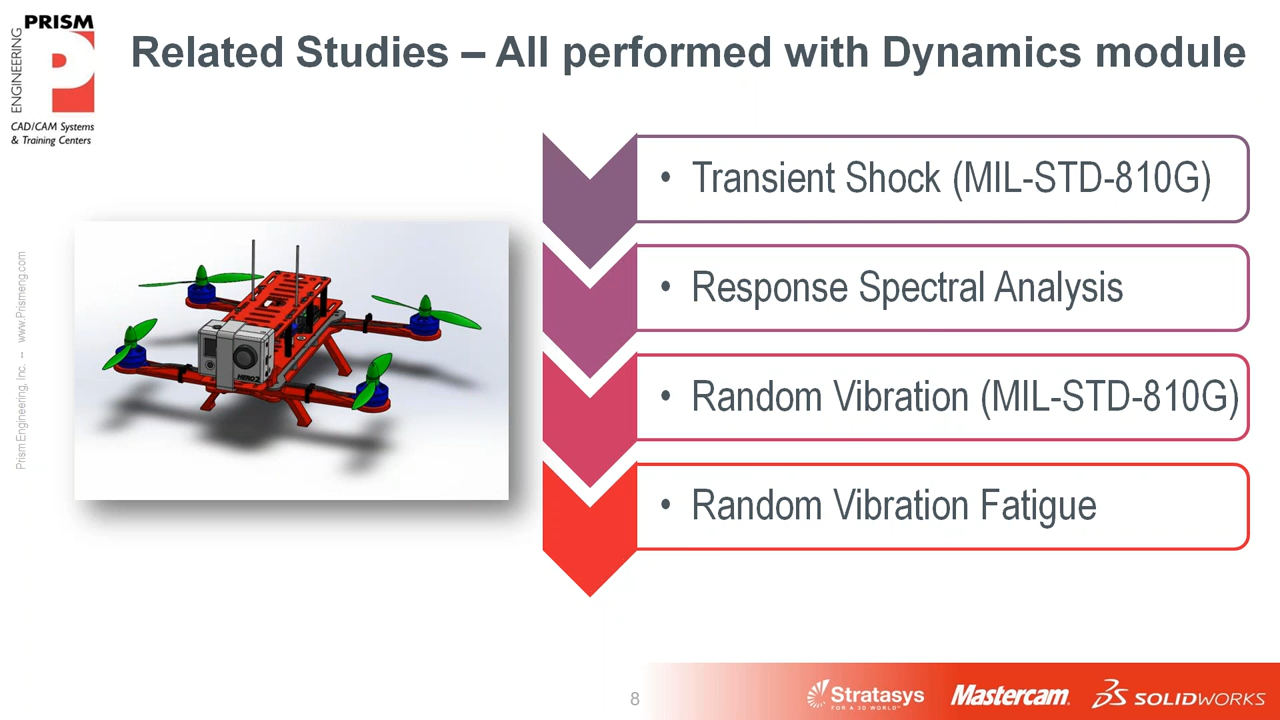 PRISM
ENGINEERING
CAD/CAM Systems
& Training Centers
Related Studies – All performed with Dynamics module
• Transient Shock (MIL-STD-810G)
• Response Spectral Analysis
• Random Vibration (MIL-STD-810G)
• Random Vibration Fatigue
HERO2
Prism Engineering, Inc. -- www.Prismeng.com
8
Stratasys
FOR A 3D WORLD™
Mastercam®
SOLIDWORKS